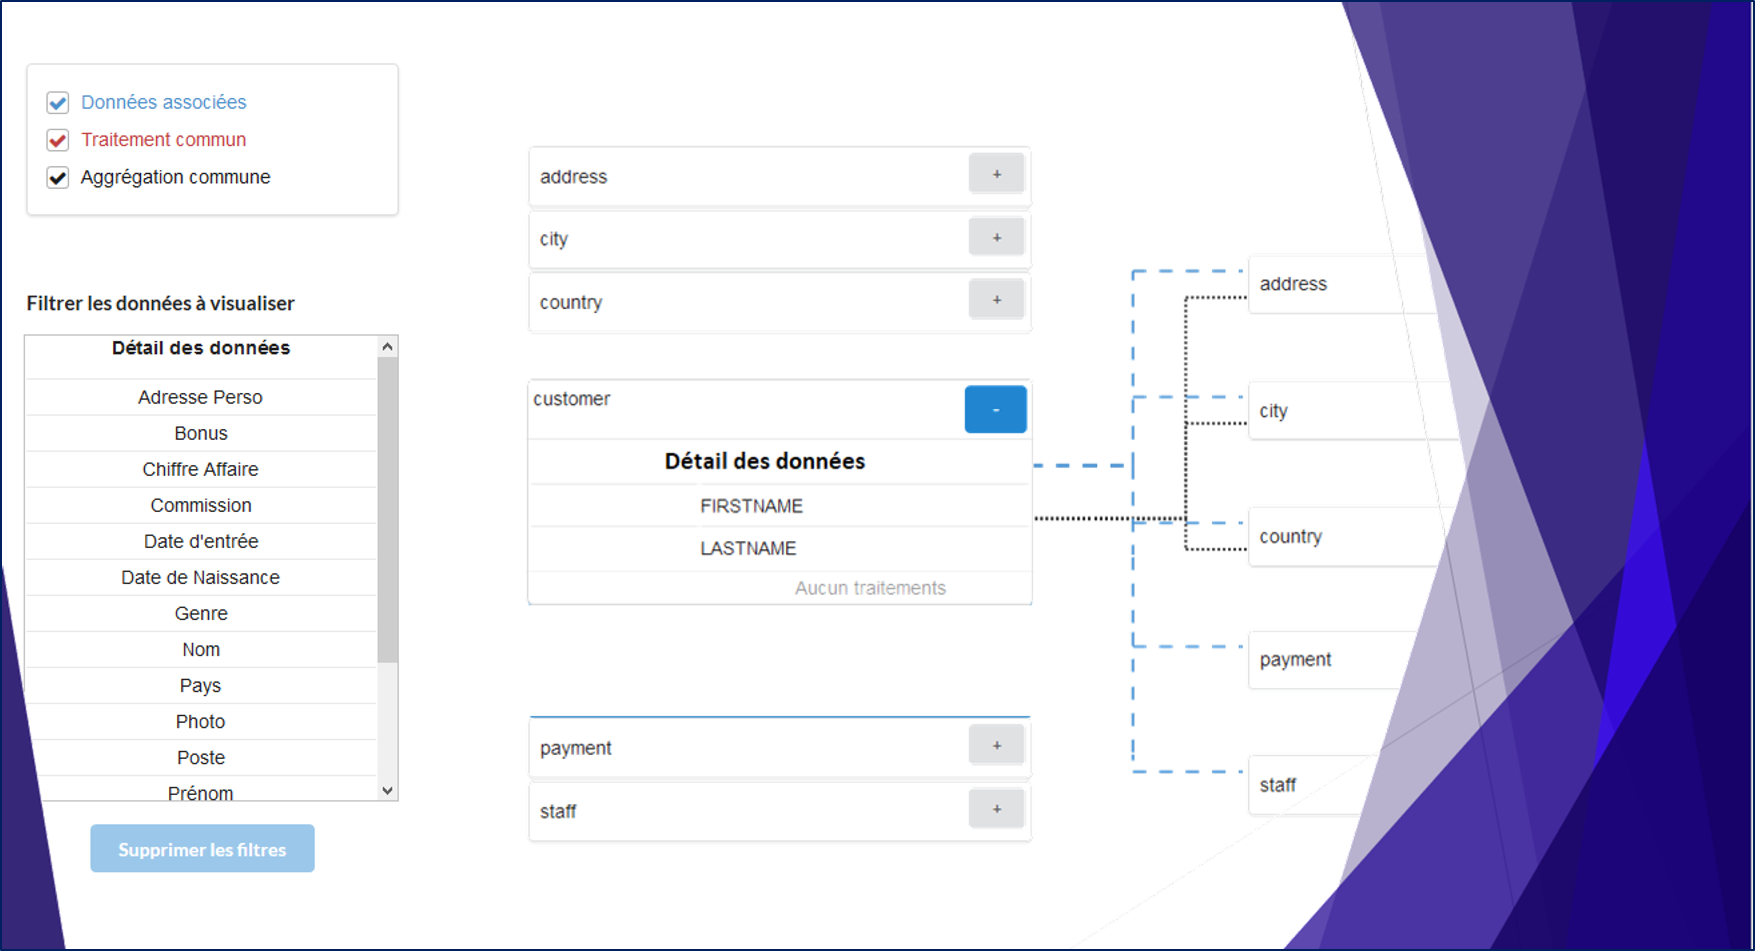 Données associées
Traitement commun
Aggrégation commune
Filtrer les données à visualiser
Détail des données
Adresse Perso
Bonus
Chiffre Affaire
Commission
Date d'entrée
Date de Naissance
Genre
Nom
Pays
Photo
Poste
Prénom
Supprimer les filtres
address +
city +
country +
customer -
Détail des données
FIRSTNAME
LASTNAME
Aucun traitements
payment +
staff +
address
city
country
payment
staff